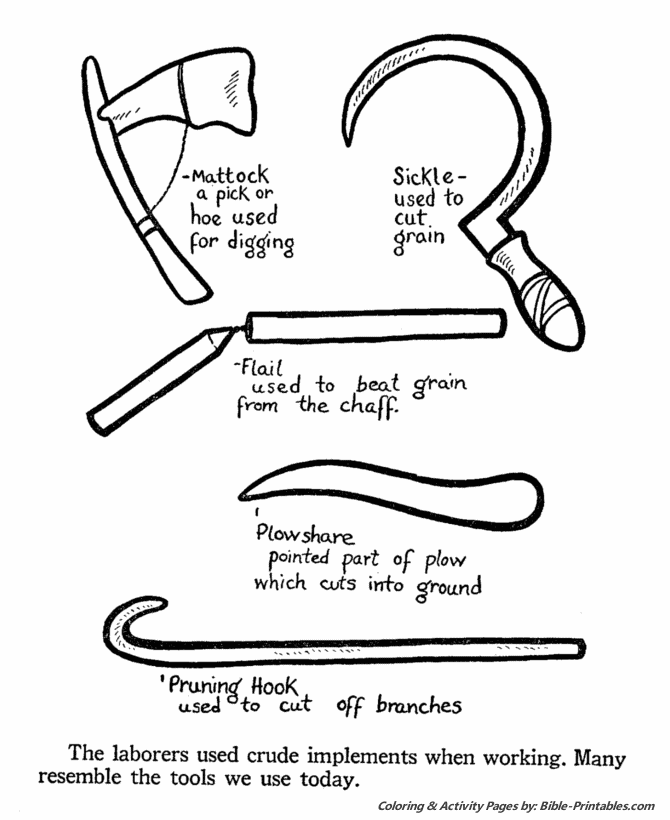 -Mattock
a pick or
hoe used
for digging
Sickle-
used to
cut
grain
-Flail
used to beat grain
from the chaff.
Plowshare
pointed part of plow
which cuts into ground
'Pruning Hook
used to cut off branches
The laborers used crude implements when working. Many
resemble the tools we use today.
Coloring & Activity Pages by: Bible-Printables.com